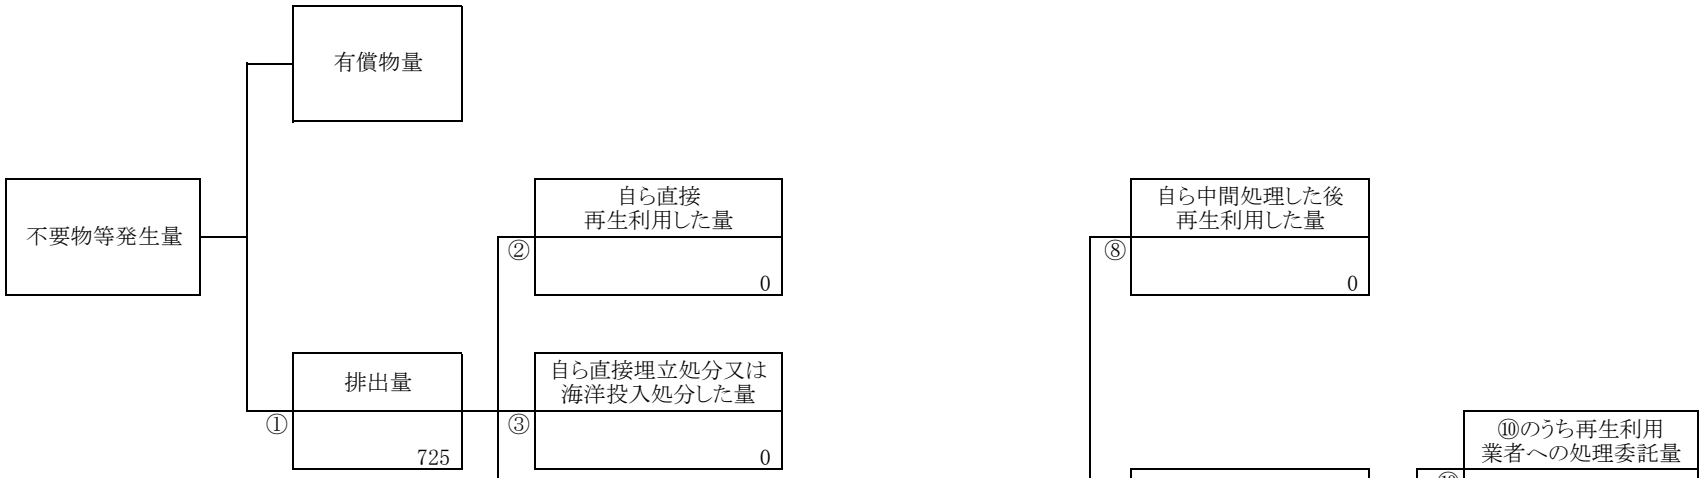 有償物量
不要物等発生量
自ら直接
再生利用した量
②
0
自ら中間処理した後
再生利用した量
⑧
0
排出量
①
725
自ら直接埋立処分又は
海洋投入処分した量
③
0
⑩のうち再生利用
業者への処理委託量